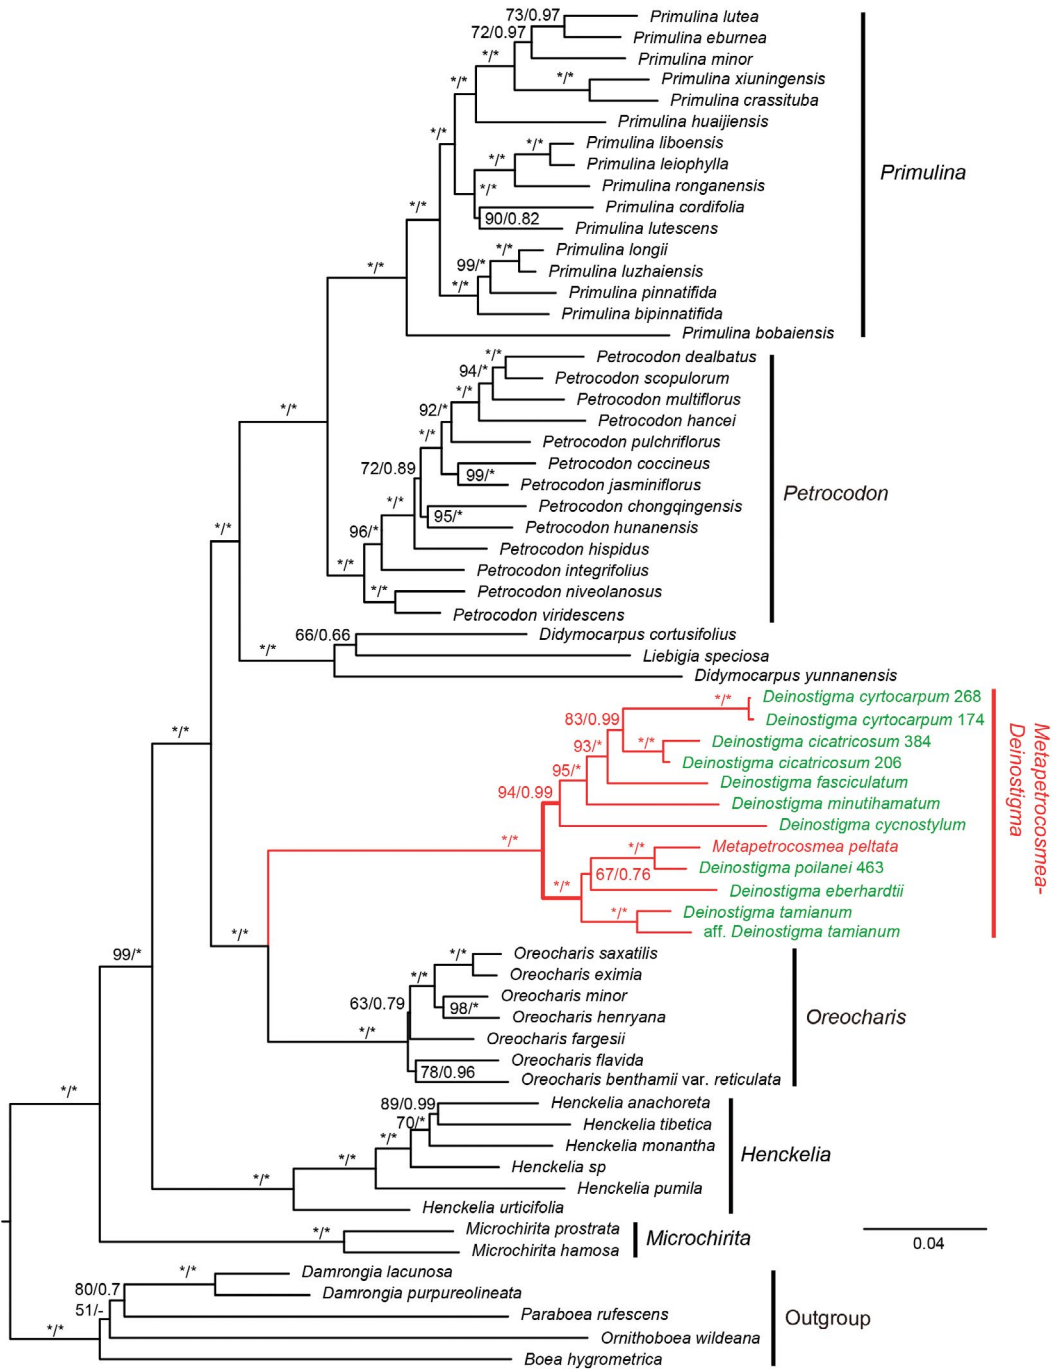 73/0.97
Primulina lutea
72/0.97
Primulina eburnea
Primulina minor
*/*
*/*
Primulina xiuningensis
*/*
Primulina crassituba
Primulina huaijiensis
*/*
*/*
Primulina liboensis
*/*
Primulina leiophylla
*/*
Primulina ronganensis
Primulina
*/*
Primulina cordifolia
90/0.82
Primulina lutescens
*/*
Primulina longii
99/*
Primulina luzhaiensis
*/*
*/*
Primulina pinnatifida
Primulina bipinnatifida
Primulina bobaiensis
*/*
Petrocodon dealbatus
94/*
Petrocodon scopulorum
*/*
Petrocodon multiflorus
*/*
92/*
Petrocodon hancei
*/*
Petrocodon pulchriflorus
72/0.89
Petrocodon coccineus
99/*
Petrocodon jasminiflorus
Petrocodon
*/*
Petrocodon chongqingensis
95/*
Petrocodon hunanensis
96/*
*/*
Petrocodon hispidus
*/*
Petrocodon integrifolius
*/*
Petrocodon niveolanosus
Petrocodon viridescens
66/0.66
Didymocarpus cortusifolius
*/*
Liebigia speciosa
Didymocarpus yunnanensis
*/*
Deinostigma cyrtocarpum 268
83/0.99
Deinostigma cyrtocarpum 174
*/*
93/*
*/*
Deinostigma cicatricosum 384
95/*
Deinostigma cicatricosum 206
94/0.99
Deinostigma fasciculatum
Deinostigma minutihamatum
Deinostigma cycnostylum
Metapetrocosmea-
Deinostigma
*/*
*/*
Metapetrocosmea peltata
67/0.76
Deinostigma poilanei 463
*/*
Deinostigma eberhardtii
*/*
Deinostigma tamianum
aff. Deinostigma tamianum
*/*
99/*
*/*
Oreocharis saxatilis
*/*
Oreocharis eximia
63/0.79
Oreocharis minor
98/*
Oreocharis henryana
Oreocharis
*/*
Oreocharis fargesii
Oreocharis flavida
78/0.96
Oreocharis benthamii var. reticulata
*/*
89/0.99
Henckelia anachoreta
70/*
Henckelia tibetica
*/*
Henckelia monantha
Henckelia
*/*
Henckelia sp
*/*
Henckelia pumila
Henckelia urticifolia
*/*
Microchirita prostrata
Microchirita
Microchirita hamosa
0.04
*/*
Damrongia lacunosa
80/0.7
Damrongia purpureolineata
51/-
Paraboea rufescens
Outgroup
*/*
Ornithoboea wildeana
Boea hygrometrica